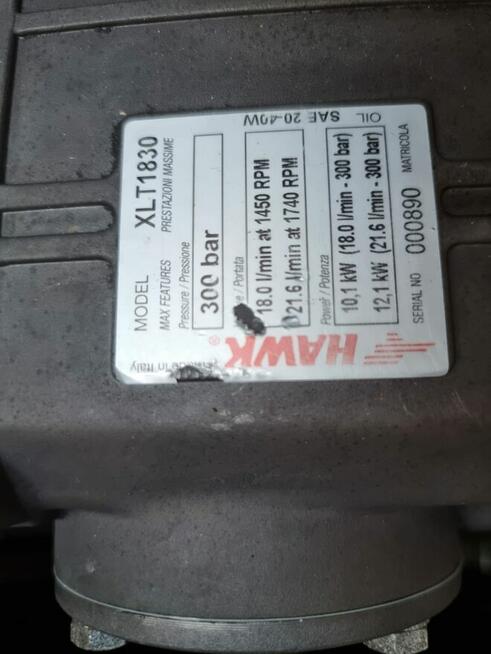 MODEL XLT1830
MAX FEATURES PRESTAZIONI MASSIME
Pressure / Pressione
300 bar
/ Portata
18.0 l/min at 1450 RPM
21.6 l/min at 1740 RPM
Power / Potenza
10,1 kW (18.0 l/min - 300 bar)
12,1 kW (21.6 l/min - 300 bar)
SERIAL NO 000890 MATRICOLA
OIL SAE 20-40W
HAWK®
in Italy